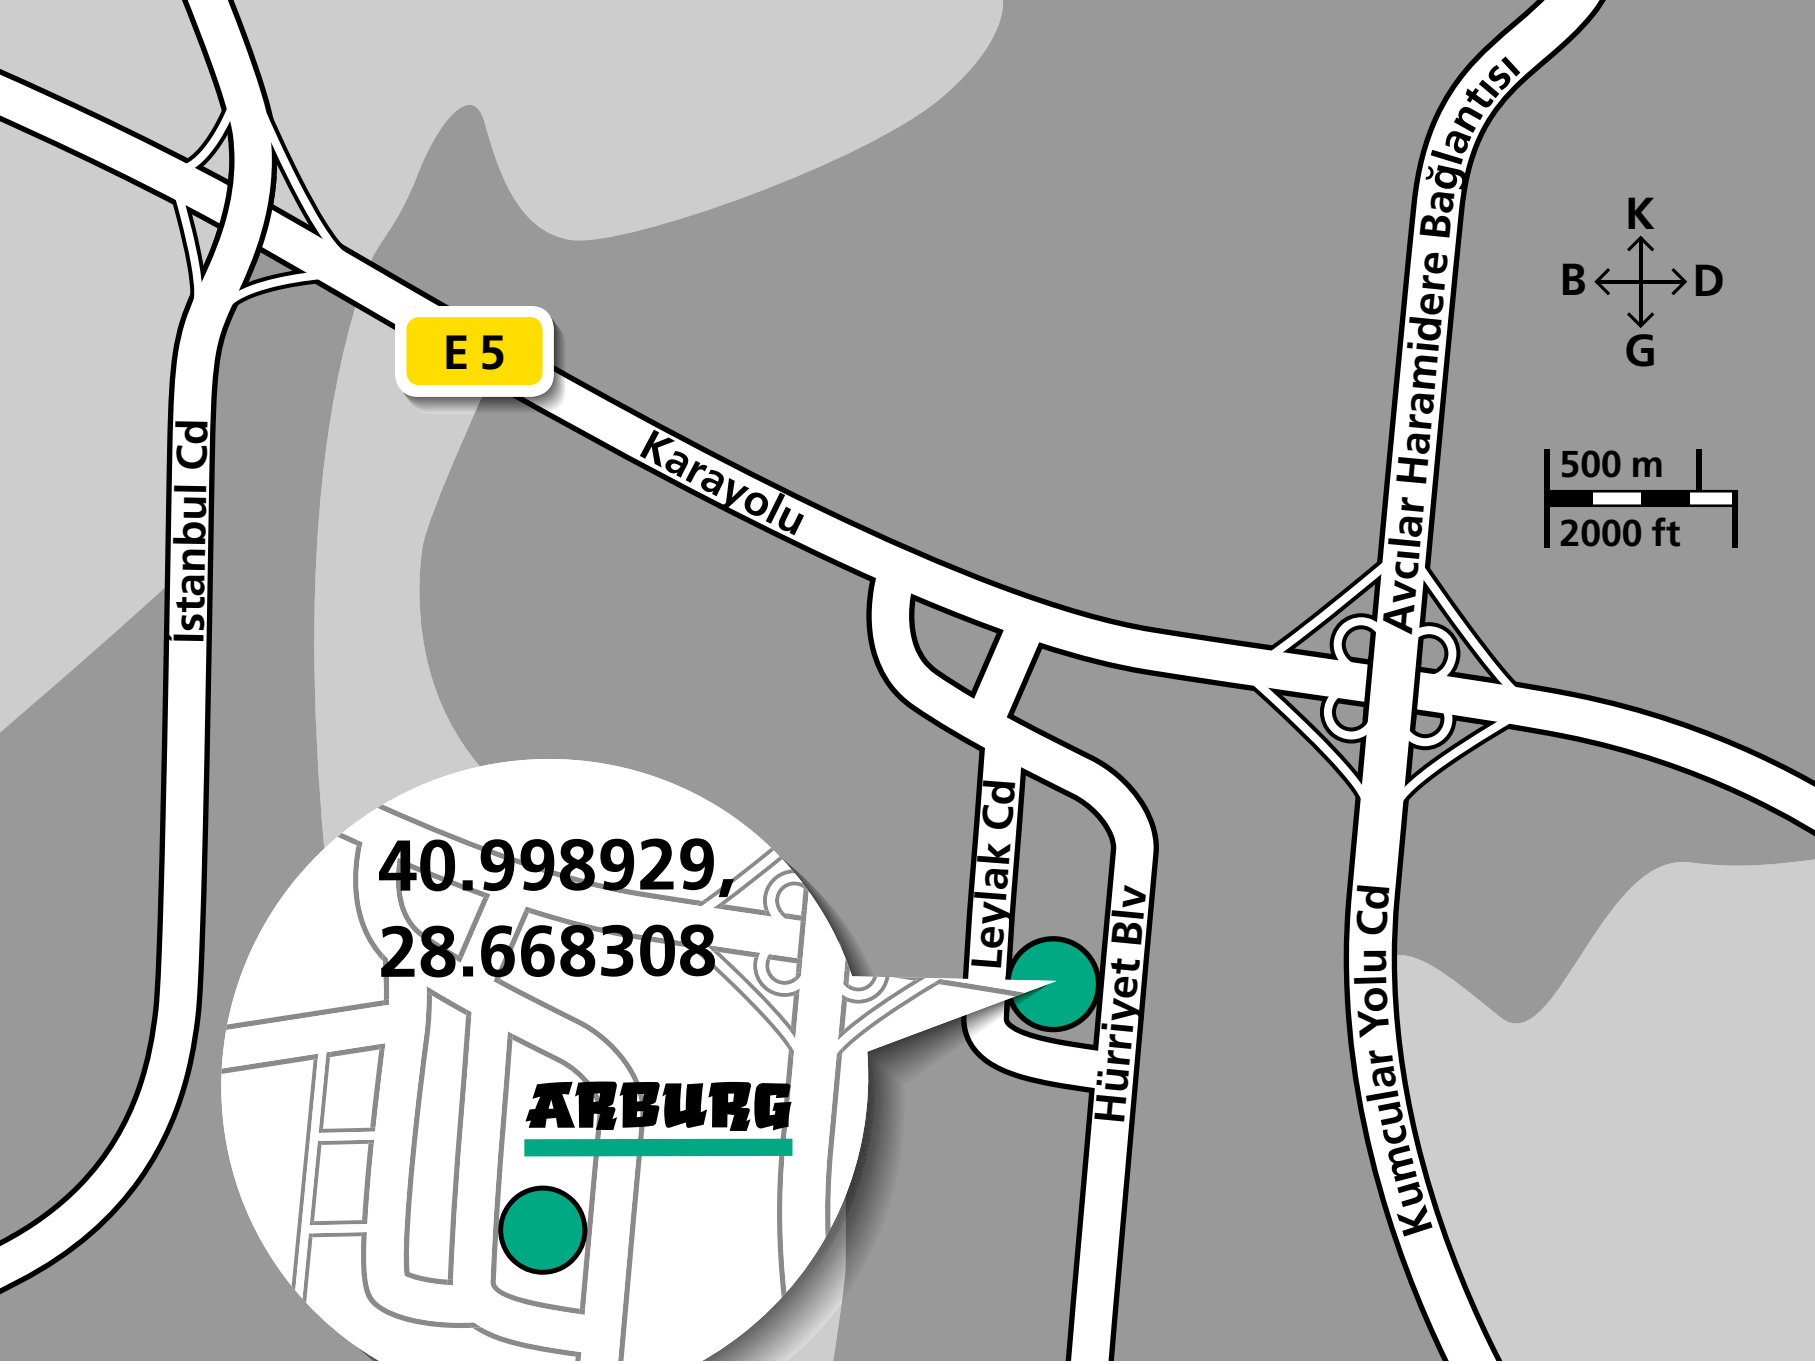 Avcılar Haramidere Bağlantısı
K
B D
G
E 5
İstanbul Cd
Karayolu
500 m
2000 ft
Leylak Cd
40.998929,
28.668308
Hürriyet Blv
Kumcular Yolu Cd
ARBURG